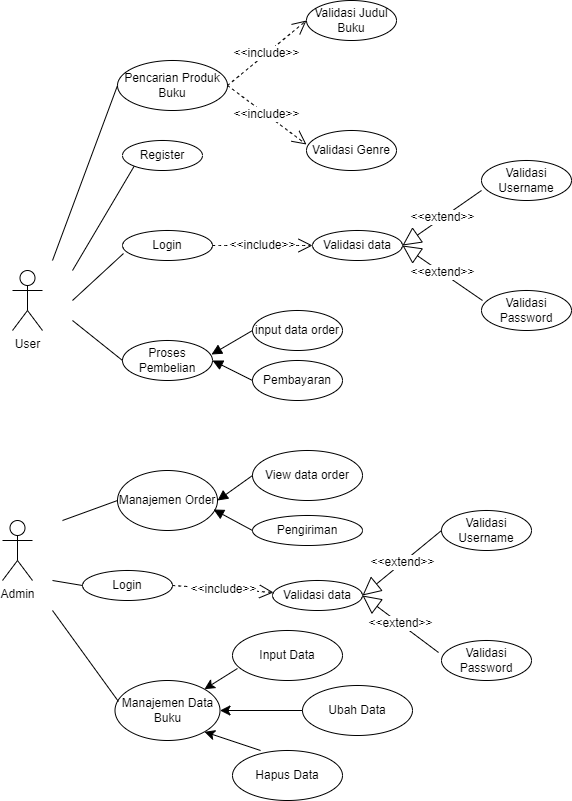 Validasi Judul
Buku
<<include>>
Pencarian Produk
Buku
<<include>>
Validasi Genre
Register
Validasi
Username
<<extend>>
Login
<<include>>
Validasi data
<<extend>>
Validasi
Password
User
input data order
Proses
Pembelian
Pembayaran
View data order
Manajemen Order
Pengiriman
Validasi
Username
<<extend>>
Admin
Login
<<include>>
Validasi data
<<extend>>
Validasi
Password
Input Data
Manajemen Data
Buku
Ubah Data
Hapus Data